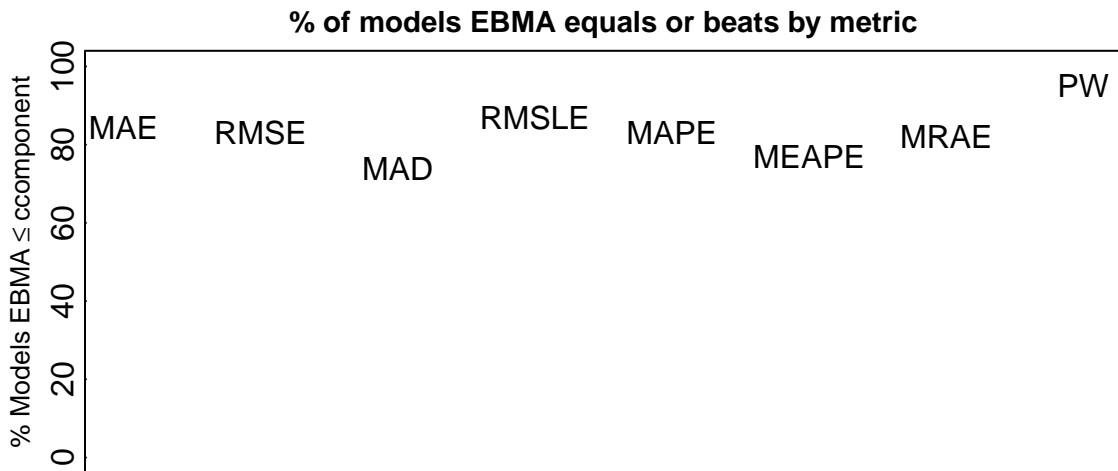 % of models EBMA equals or beats by metric
% Models EBMA ≤ ccomponent
100
80
60
40
20
0
MAE
RMSE
MAD
RMSLE
MAPE
MEAPE
MRAE
PW